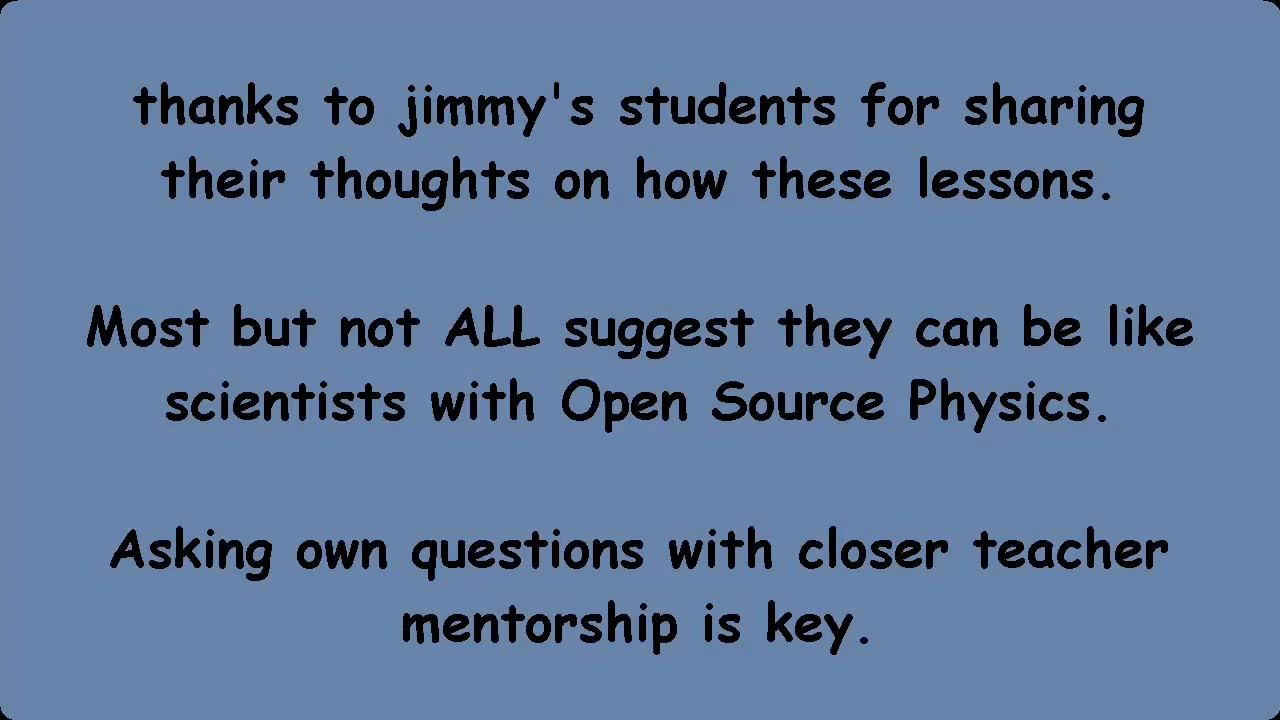 thanks to jimmy's students for sharing
their thoughts on how these lessons.
Most but not ALL suggest they can be like
scientists with Open Source Physics.
Asking own questions with closer teacher
mentorship is key.